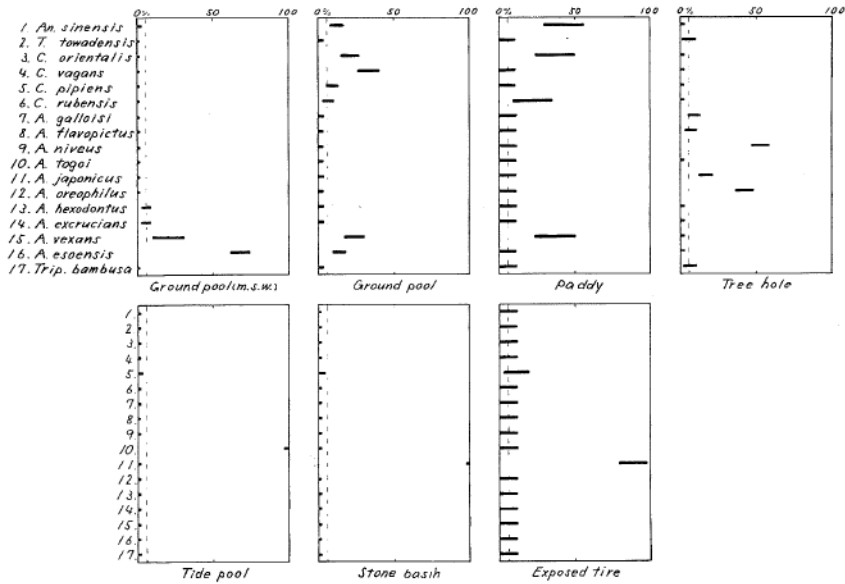 0% 50 100 0% 50 100 0% 50 100 0% 50 100
1. An. sinensis
2. T. towadensis
3. C. orientalis
4. C. vagans
5. C. pipiens
6. C. rubensis
7. A. galloisi
8. A. flavopictus
9. A. niveus
10. A. togoi
11. A. japonicus
12. A. oreophilus
13. A. hexodontus
14. A. excrucians
15. A. vexans
16. A. esoensis
17. Trip. bambusa
Ground pool (m.s.w.) Ground pool Paddy Tree hole
1.
2.
3.
4.
5.
6.
7.
8.
9.
10.
11.
12.
13.
14.
15.
16.
17.
Tide pool Stone basin Exposed tire